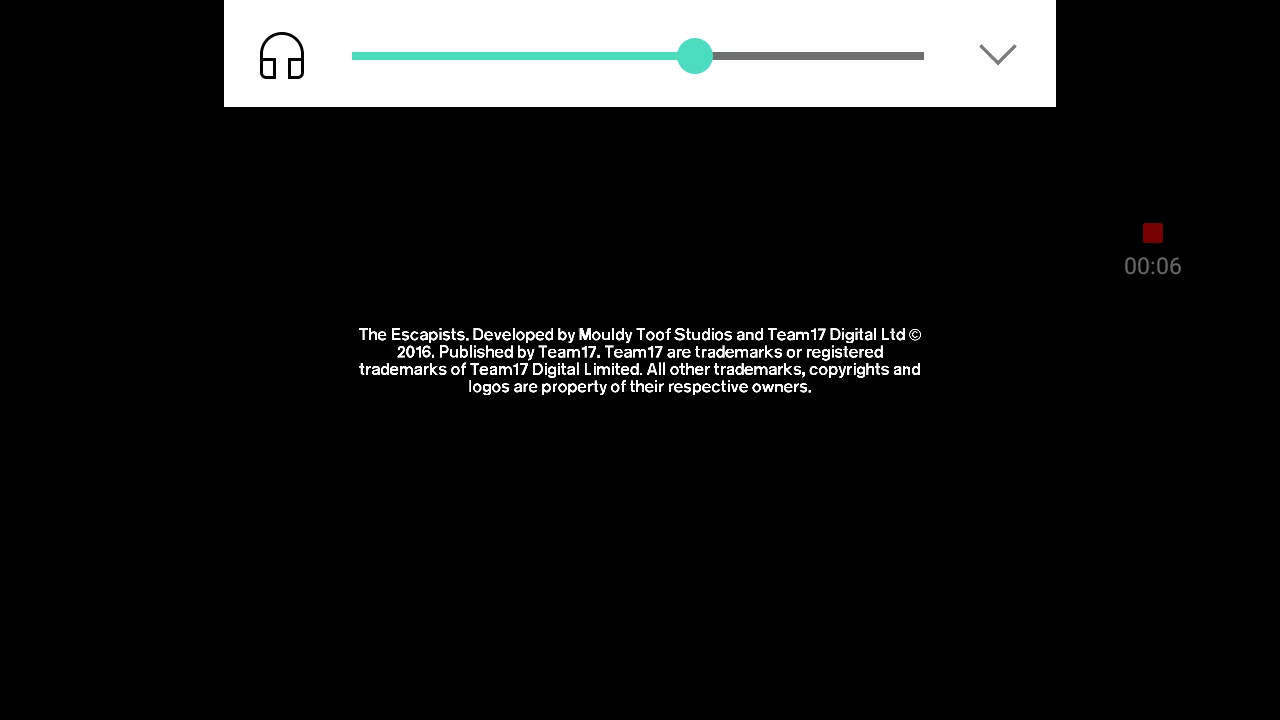 00:06
The Escapists. Developed by Mouldy Toof Studios and Team17 Digital Ltd ©
2016. Published by Team17. Team17 are trademarks or registered
trademarks of Team17 Digital Limited. All other trademarks, copyrights and
logos are property of their respective owners.